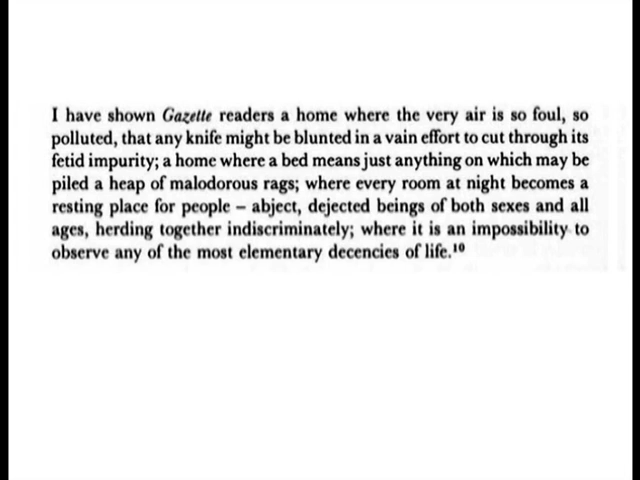 I have shown Gazette readers a home where the very air is so foul, so
polluted, that any knife might be blunted in a vain effort to cut through its
fetid impurity; a home where a bed means just anything on which may be
piled a heap of malodorous rags; where every room at night becomes a
resting place for people – abject, dejected beings of both sexes and all
ages, herding together indiscriminately; where it is an impossibility to
observe any of the most elementary decencies of life.¹⁰